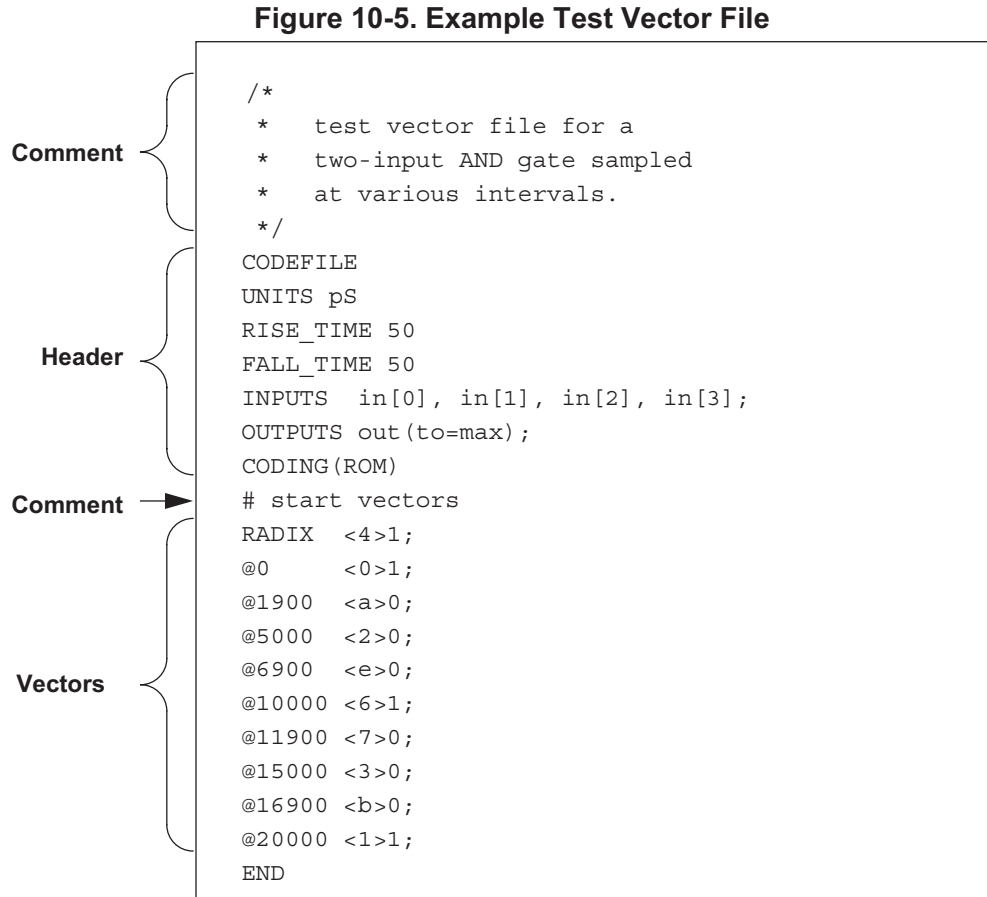 Figure 10-5. Example Test Vector File
Comment
/*
 *   test vector file for a
 *   two-input AND gate sampled
 *   at various intervals.
 */
Header
CODEFILE
UNITS pS
RISE_TIME 50
FALL_TIME 50
INPUTS  in[0], in[1], in[2], in[3];
OUTPUTS out(to=max);
CODING(ROM)
Comment
# start vectors
Vectors
RADIX  <4>1;
@0     <0>1;
@1900  <a>0;
@5000  <2>0;
@6900  <e>0;
@10000 <6>1;
@11900 <7>0;
@15000 <3>0;
@16900 <b>0;
@20000 <1>1;
END